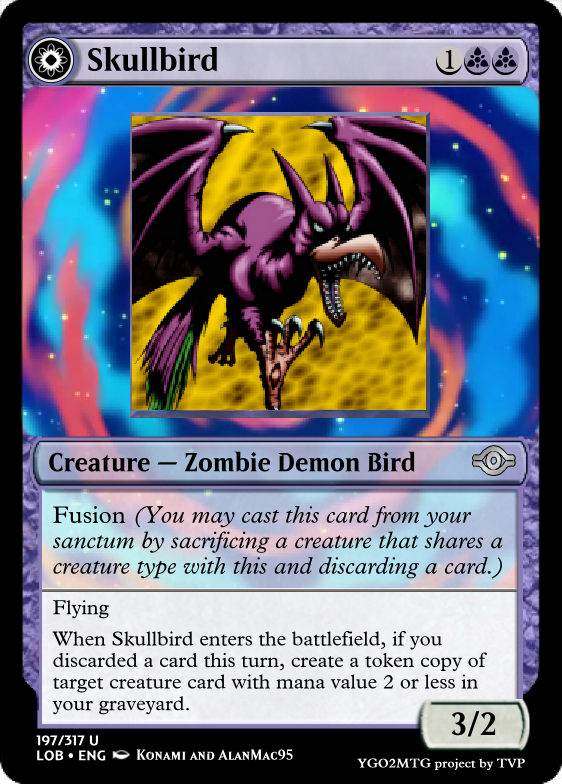 Skullbird
1
Creature — Zombie Demon Bird
Fusion (You may cast this card from your
sanctum by sacrificing a creature that shares a
creature type with this and discarding a card.)
Flying
When Skullbird enters the battlefield, if you
discarded a card this turn, create a token copy of
target creature card with mana value 2 or less in
your graveyard.
3/2
197/317 U
LOB • ENG Konami and AlanMac95
YGO2MTG project by TVP